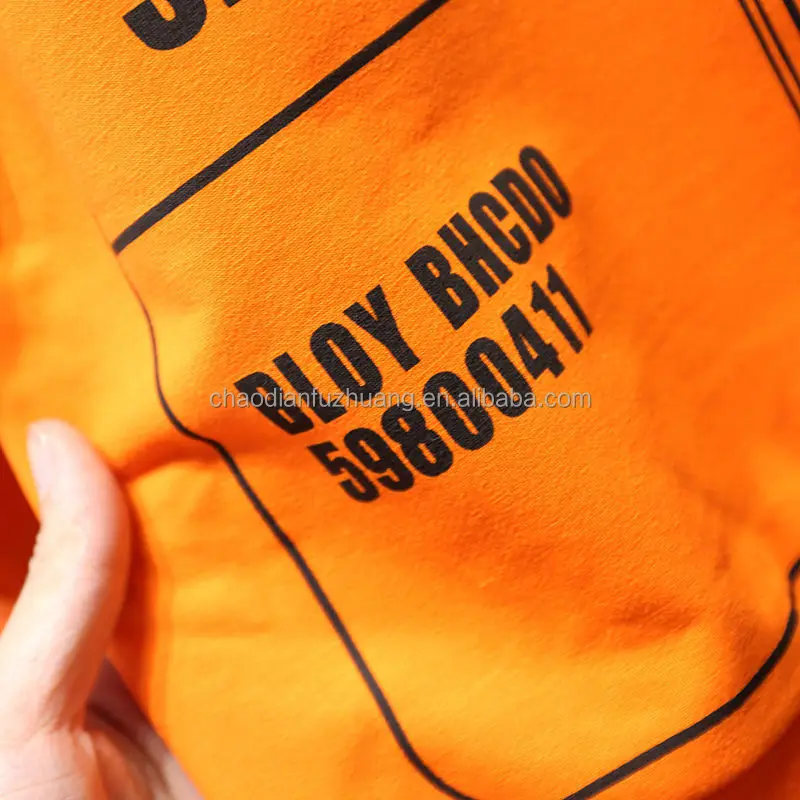 DLOY BHCDO
59800411
chaodianfuzhuang.en.alibaba.com